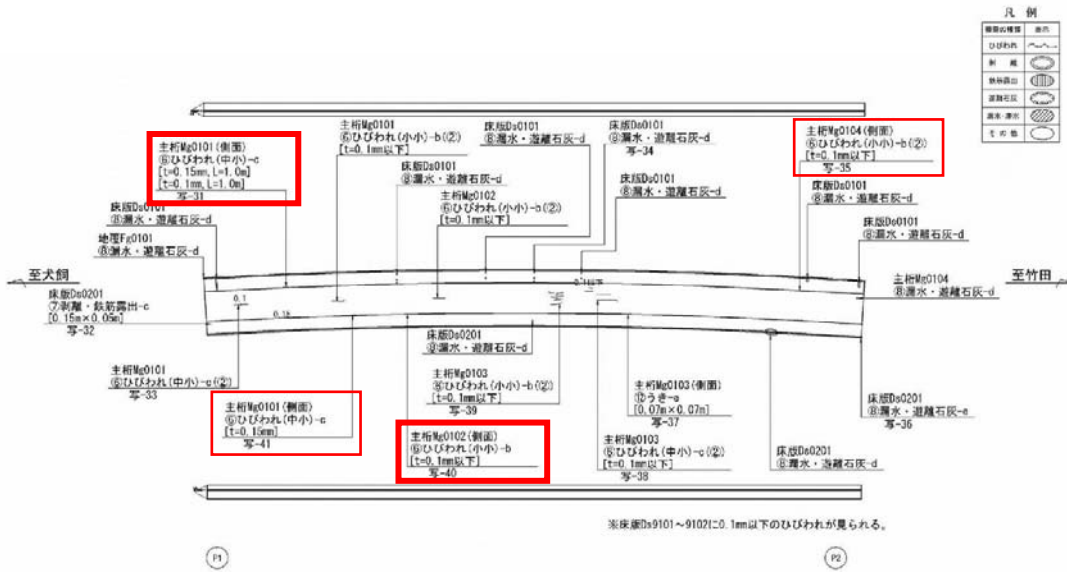 凡 例
損傷の種類 表示
ひびわれ
剥 離
鉄筋露出
遊離石灰
漏水・滞水
その他
主桁Mg0101(側面)
⑥ひびわれ(中小)-c
[t=0.15mm,L=1.0m]
[t=0.1mm,L=1.0m]
写-31
主桁Mg0101
⑥ひびわれ(小小)-b(②)
[t=0.1mm以下]
床版Ds0101
⑧漏水・遊離石灰-d
床版Ds0101
⑧漏水・遊離石灰-d
写-34
主桁Mg0104(側面)
⑥ひびわれ(小小)-b(②)
[t=0.1mm以下]
写-35
床版Ds0101
⑧漏水・遊離石灰-d
主桁Mg0102
⑥ひびわれ(小小)-b(②)
[t=0.1mm以下]
床版Ds0101
⑧漏水・遊離石灰-d
床版Ds0101
⑧漏水・遊離石灰-d
床版Ds0101
⑧漏水・遊離石灰-d
床版Ds0101
⑧漏水・遊離石灰-d
地覆Fg0101
⑧漏水・遊離石灰-d
至犬飼
至竹田
主桁Mg0104
⑧漏水・遊離石灰-d
床版Ds0201
⑦剥離・鉄筋露出-c
[0.15m×0.05m]
写-32
0.1
0.15
0.1以下
床版Ds0201
⑧漏水・遊離石灰-d
主桁Mg0101
⑥ひびわれ(中小)-c(②)
写-33
主桁Mg0101(側面)
⑥ひびわれ(中小)-c
[t=0.15mm]
写-41
主桁Mg0103
⑥ひびわれ(小小)-b(②)
[t=0.1mm以下]
写-39
主桁Mg0102(側面)
⑥ひびわれ(小小)-b
[t=0.1mm以下]
写-40
主桁Mg0103(側面)
⑫うき-e
[0.07m×0.07m]
写-37
主桁Mg0103
⑥ひびわれ(中小)-c(②)
[t=0.1mm以下]
写-38
床版Ds0201
⑧漏水・遊離石灰-e
写-36
床版Ds0201
⑧漏水・遊離石灰-d
※床版Ds9101～9102に0.1mm以下のひびわれが見られる。
P1
P2